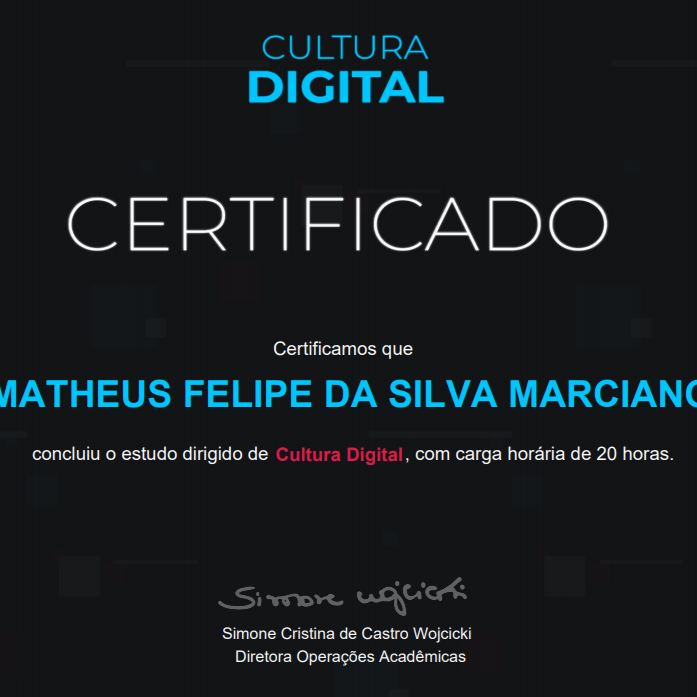 CULTURA
DIGITAL
CERTIFICADO
Certificamos que
MATHEUS FELIPE DA SILVA MARCIANO
concluiu o estudo dirigido de Cultura Digital, com carga horária de 20 horas.
Simone Wojcicki
Simone Cristina de Castro Wojcicki
Diretora Operações Acadêmicas